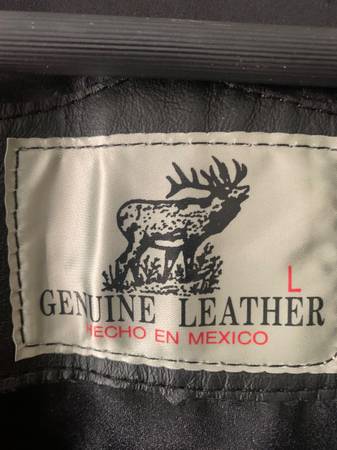 L
GENUINE LEATHER
HECHO EN MEXICO